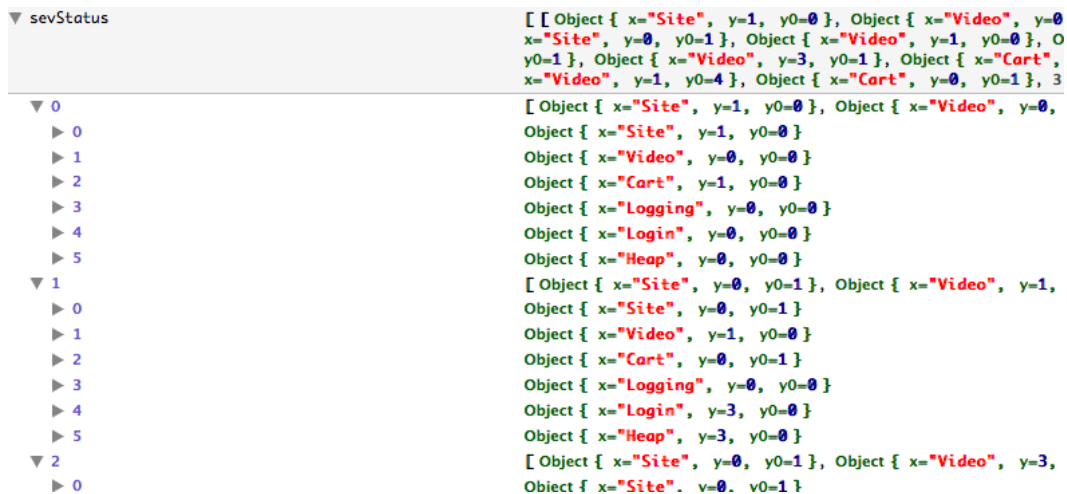 sevStatus [ [ Object { x="Site", y=1, y0=0 }, Object { x="Video", y=0
x="Site", y=0, y0=1 }, Object { x="Video", y=1, y0=0 }, O
y0=1 }, Object { x="Video", y=3, y0=1 }, Object { x="Cart",
x="Video", y=1, y0=4 }, Object { x="Cart", y=0, y0=1 }, 3
0 [ Object { x="Site", y=1, y0=0 }, Object { x="Video", y=0,
0 Object { x="Site", y=1, y0=0 }
1 Object { x="Video", y=0, y0=0 }
2 Object { x="Cart", y=1, y0=0 }
3 Object { x="Logging", y=0, y0=0 }
4 Object { x="Login", y=0, y0=0 }
5 Object { x="Heap", y=0, y0=0 }
1 [ Object { x="Site", y=0, y0=1 }, Object { x="Video", y=1,
0 Object { x="Site", y=0, y0=1 }
1 Object { x="Video", y=1, y0=0 }
2 Object { x="Cart", y=0, y0=1 }
3 Object { x="Logging", y=0, y0=0 }
4 Object { x="Login", y=3, y0=0 }
5 Object { x="Heap", y=3, y0=0 }
2 [ Object { x="Site", y=0, y0=1 }, Object { x="Video", y=3,
0 Object { x="Site", y=0, y0=1 }